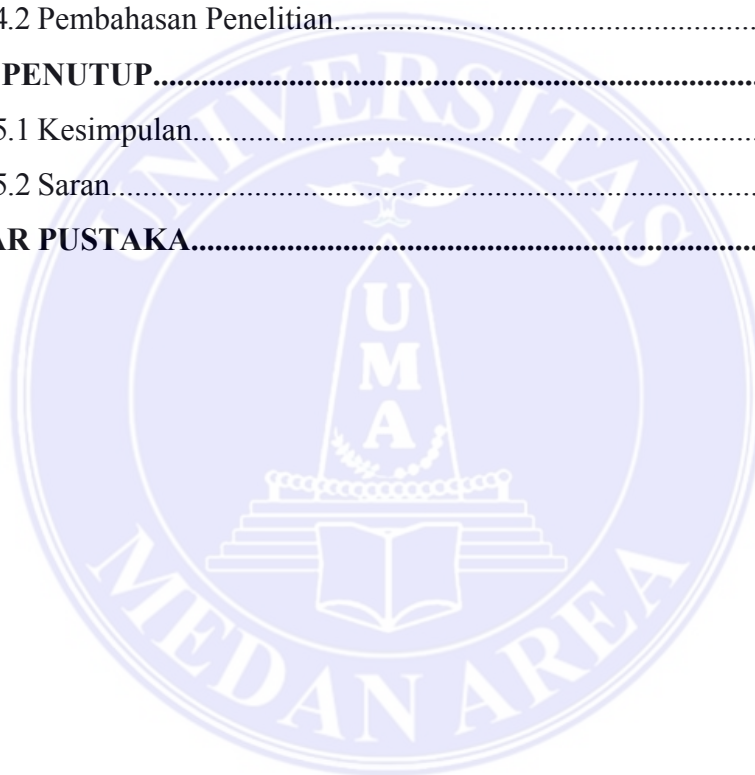 4.2 Pembahasan Penelitian................................................................
PENUTUP................................................................................
5.1 Kesimpulan................................................................................
5.2 Saran................................................................................
AR PUSTAKA................................................................................
UNIVERSITAS
UMA
MEDAN AREA